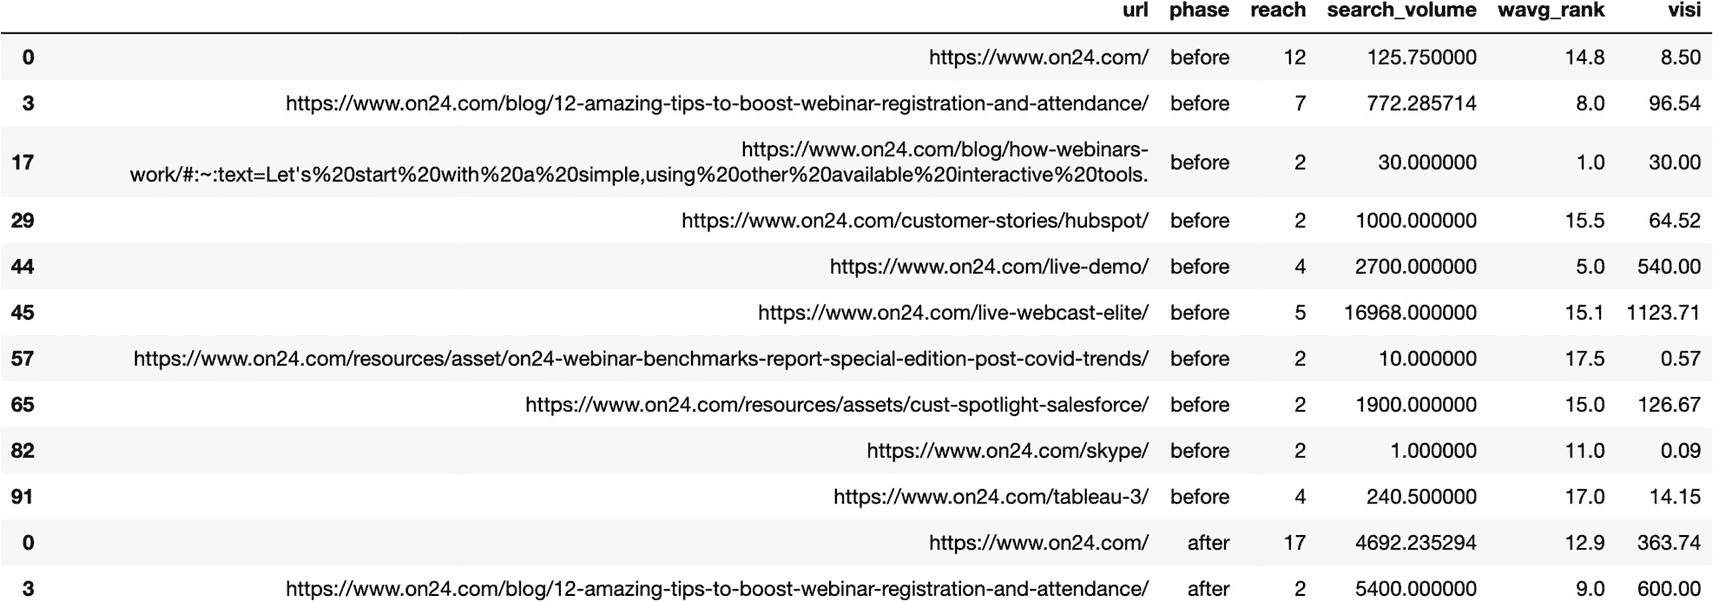 url phase reach search_volume wavg_rank visi
0 https://www.on24.com/ before 12 125.750000 14.8 8.50
3 https://www.on24.com/blog/12-amazing-tips-to-boost-webinar-registration-and-attendance/ before 7 772.285714 8.0 96.54
https://www.on24.com/blog/how-webinars-
17 work/#:~:text=Let's%20start%20with%20a%20simple,using%20other%20available%20interactive%20tools. before 2 30.000000 1.0 30.00
29 https://www.on24.com/customer-stories/hubspot/ before 2 1000.000000 15.5 64.52
44 https://www.on24.com/live-demo/ before 4 2700.000000 5.0 540.00
45 https://www.on24.com/live-webcast-elite/ before 5 16968.000000 15.1 1123.71
57 https://www.on24.com/resources/asset/on24-webinar-benchmarks-report-special-edition-post-covid-trends/ before 2 10.000000 17.5 0.57
65 https://www.on24.com/resources/assets/cust-spotlight-salesforce/ before 2 1900.000000 15.0 126.67
82 https://www.on24.com/skype/ before 2 1.000000 11.0 0.09
91 https://www.on24.com/tableau-3/ before 4 240.500000 17.0 14.15
0 https://www.on24.com/ after 17 4692.235294 12.9 363.74
3 https://www.on24.com/blog/12-amazing-tips-to-boost-webinar-registration-and-attendance/ after 2 5400.000000 9.0 600.00